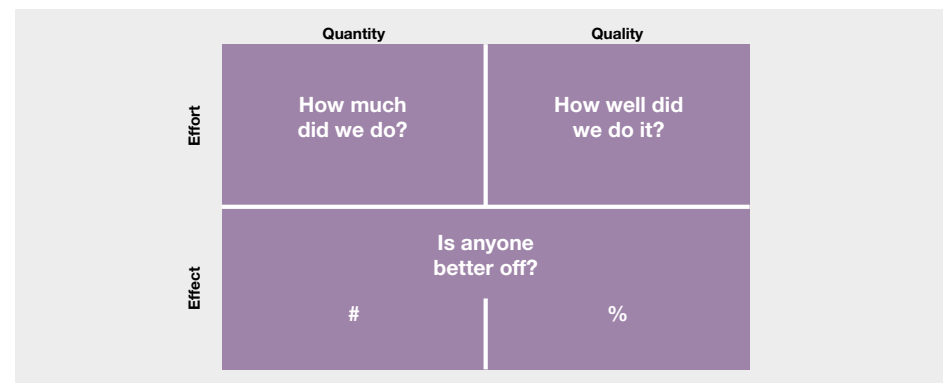 Quantity
Quality
Effort
How much
did we do?
How well did
we do it?
Effect
Is anyone
better off?
#
%